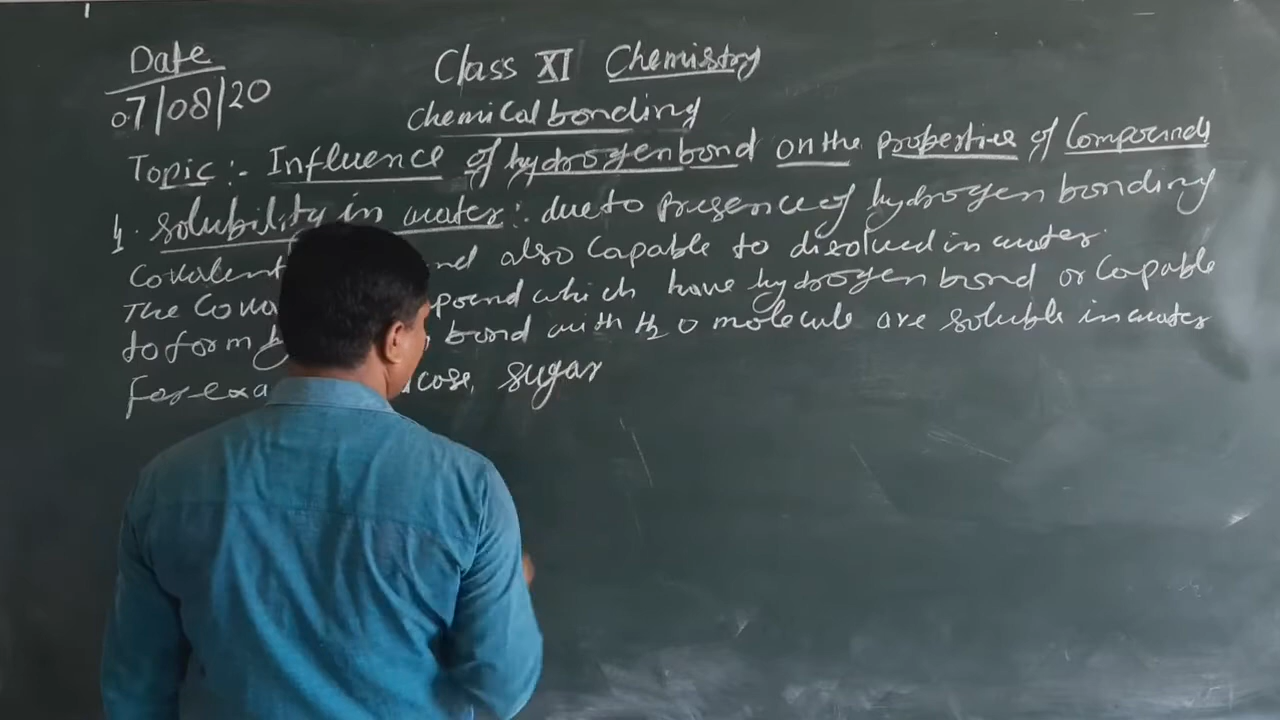 Date
07/08/20
Class XI Chemistry
Chemical bonding
Topic:- Influence of hydrogen bond on the properties of Compounds
1. Solubility in water: due to presence of hydrogen bonding
Covalent nd also Capable to disolued in water.
The Cova pound which have hydrogen bond or Capable
to form bond with H2O molecule are soluble in water
for exa cose, sugar